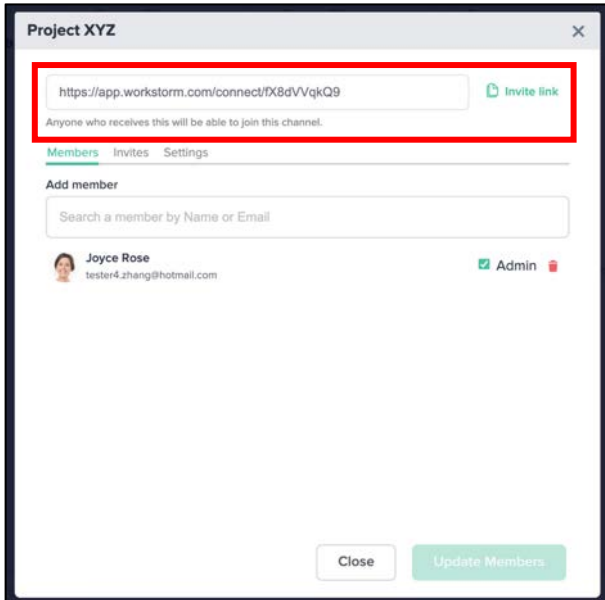 Project XYZ
https://app.workstorm.com/connect/fX8dVVqkQ9
Invite link
Anyone who receives this will be able to join this channel.
Members Invites Settings
Add member
Search a member by Name or Email
Joyce Rose
tester4.zhang@hotmail.com
Admin
Close Update Members